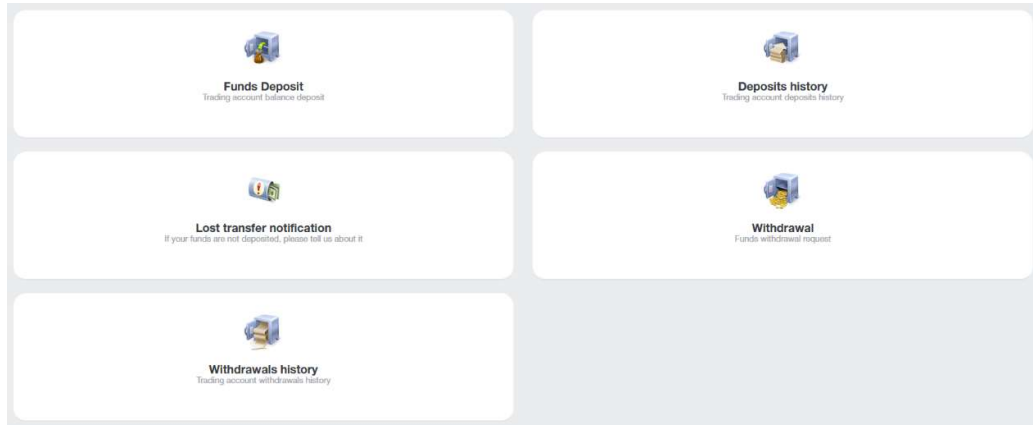 Funds Deposit
Trading account balance deposit
Deposits history
Trading account deposits history
Lost transfer notification
If your funds are not deposited, please tell us about it
Withdrawal
Funds withdrawal request
Withdrawals history
Trading account withdrawals history